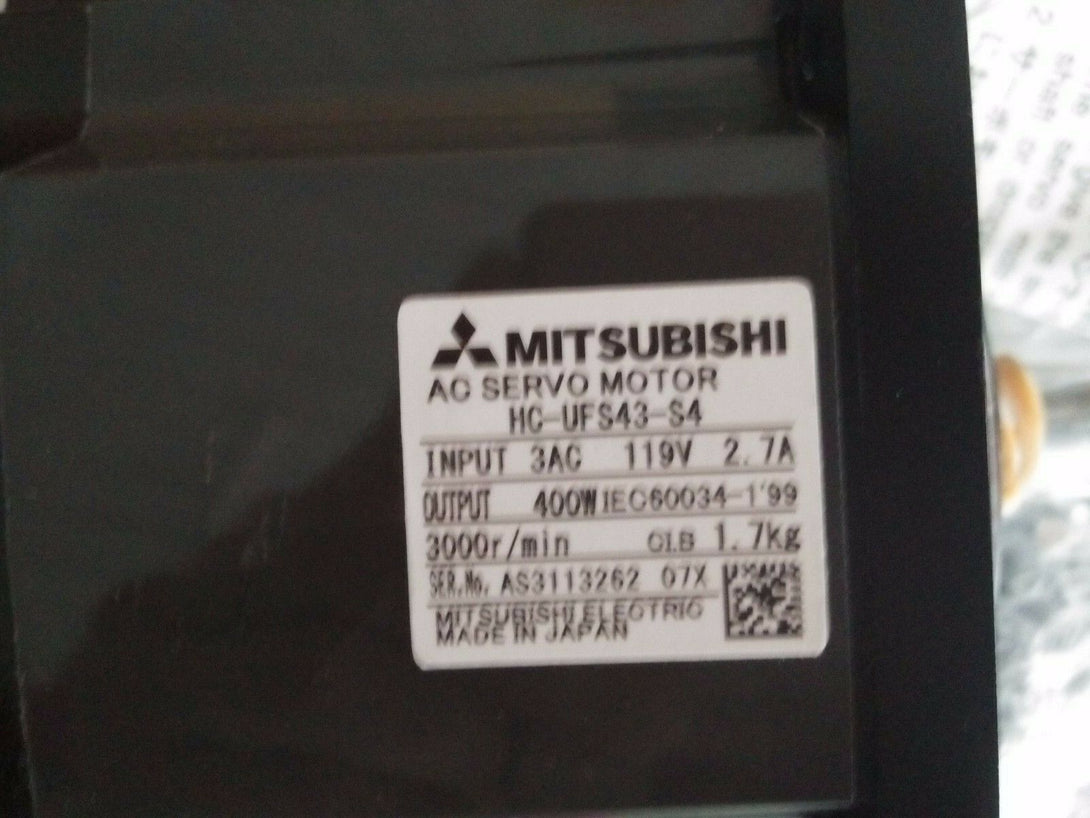 MITSUBISHI
AC SERVO MOTOR
HC-UFS43-S4
INPUT 3AC 119V 2.7A
OUTPUT 400W IEC60034-1'99
3000r/min Cl.B 1.7kg
SER.No. AS3113262 07X
MITSUBISHI ELECTRIC
MADE IN JAPAN